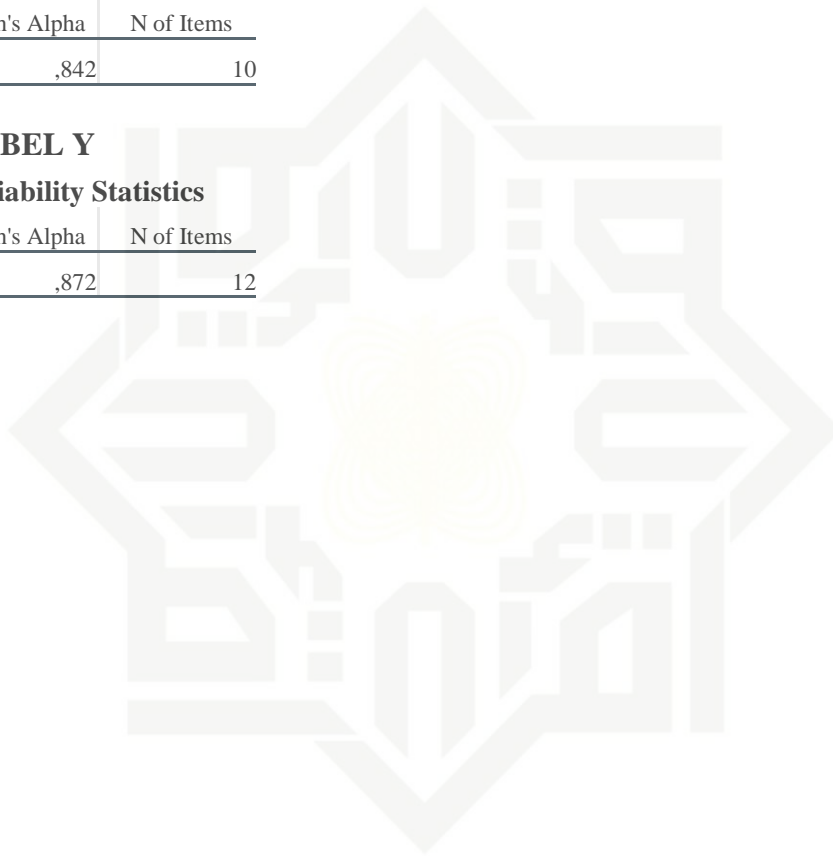 n's Alpha N of Items
,842 10
BEL Y
iability Statistics
n's Alpha N of Items
,872 12